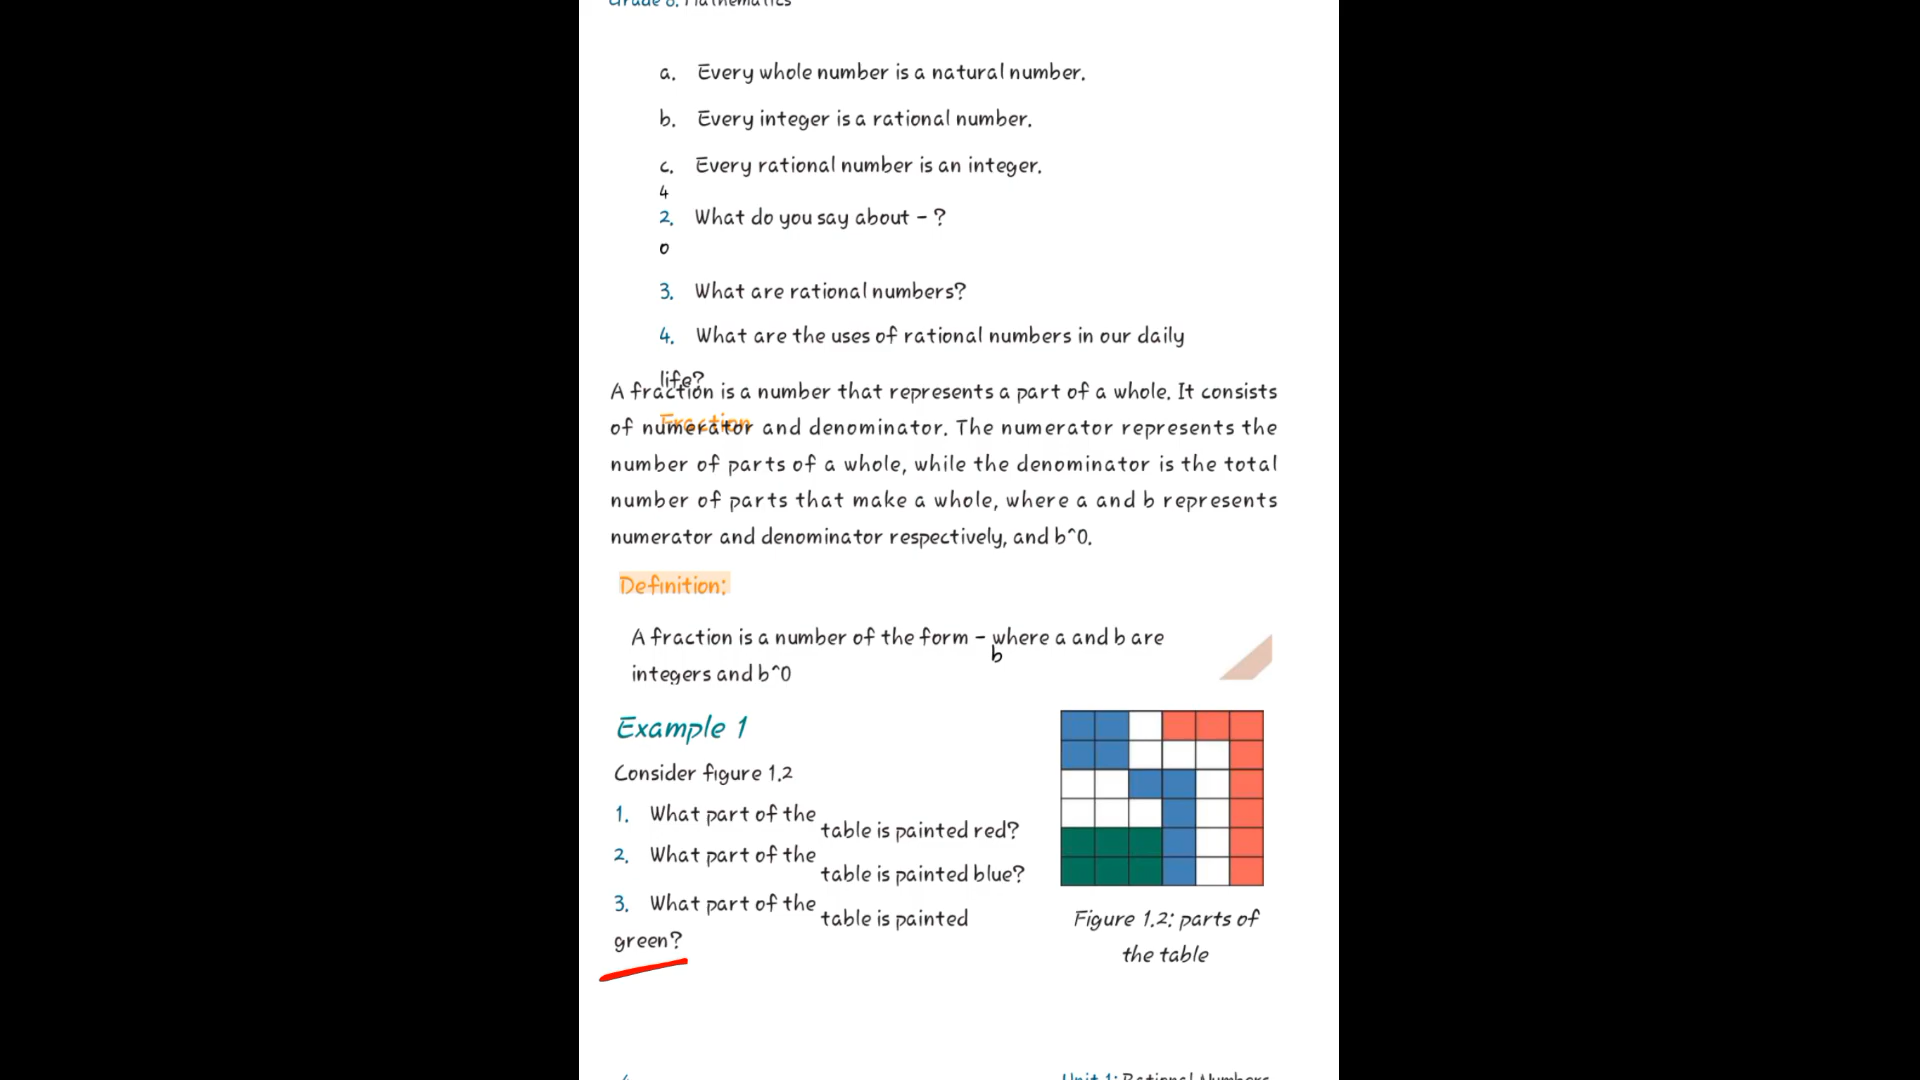 Grade 8: Mathematics
a. Every whole number is a natural number.
b. Every integer is a rational number.
c. Every rational number is an integer.
4
2. What do you say about - ?
0
3. What are rational numbers?
4. What are the uses of rational numbers in our daily
life?
Fraction
A fraction is a number that represents a part of a whole. It consists
of numerator and denominator. The numerator represents the
number of parts of a whole, while the denominator is the total
number of parts that make a whole, where a and b represents
numerator and denominator respectively, and b^0.
Definition:
A fraction is a number of the form - where a and b are
b
integers and b^0
Example 1
Consider figure 1.2
1. What part of the table is painted red?
2. What part of the table is painted blue?
3. What part of the table is painted
green?
Figure 1.2: parts of
the table
Unit 1: Rational Numbers